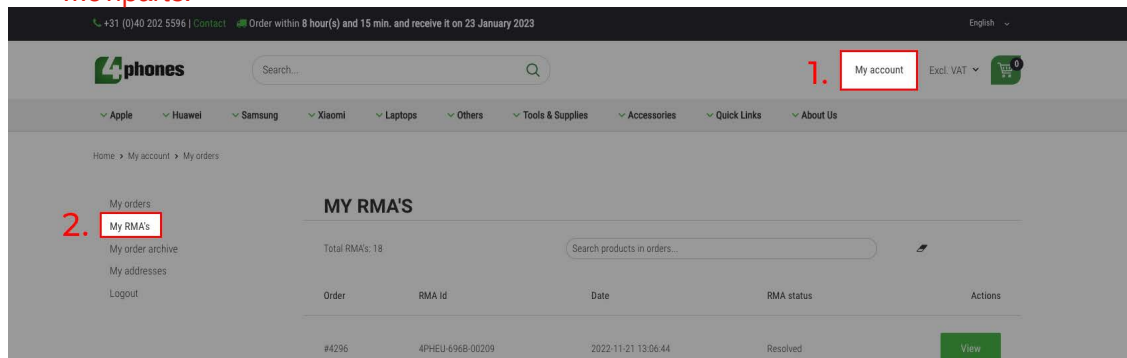 +31 (0)40 202 5596 | Contact Order within 8 hour(s) and 15 min. and receive it on 23 January 2023 English
4phones Search... 1. My account Excl. VAT 0
Apple Huawei Samsung Xiaomi Laptops Others Tools & Supplies Accessories Quick Links About Us
Home > My account > My orders
My orders
MY RMA'S
2. My RMA's
My order archive
Total RMA's: 18 Search products in orders...
My addresses
Logout
Order RMA Id Date RMA status Actions
#4296 4PHEU-696B-00209 2022-11-21 13:06:44 Resolved View